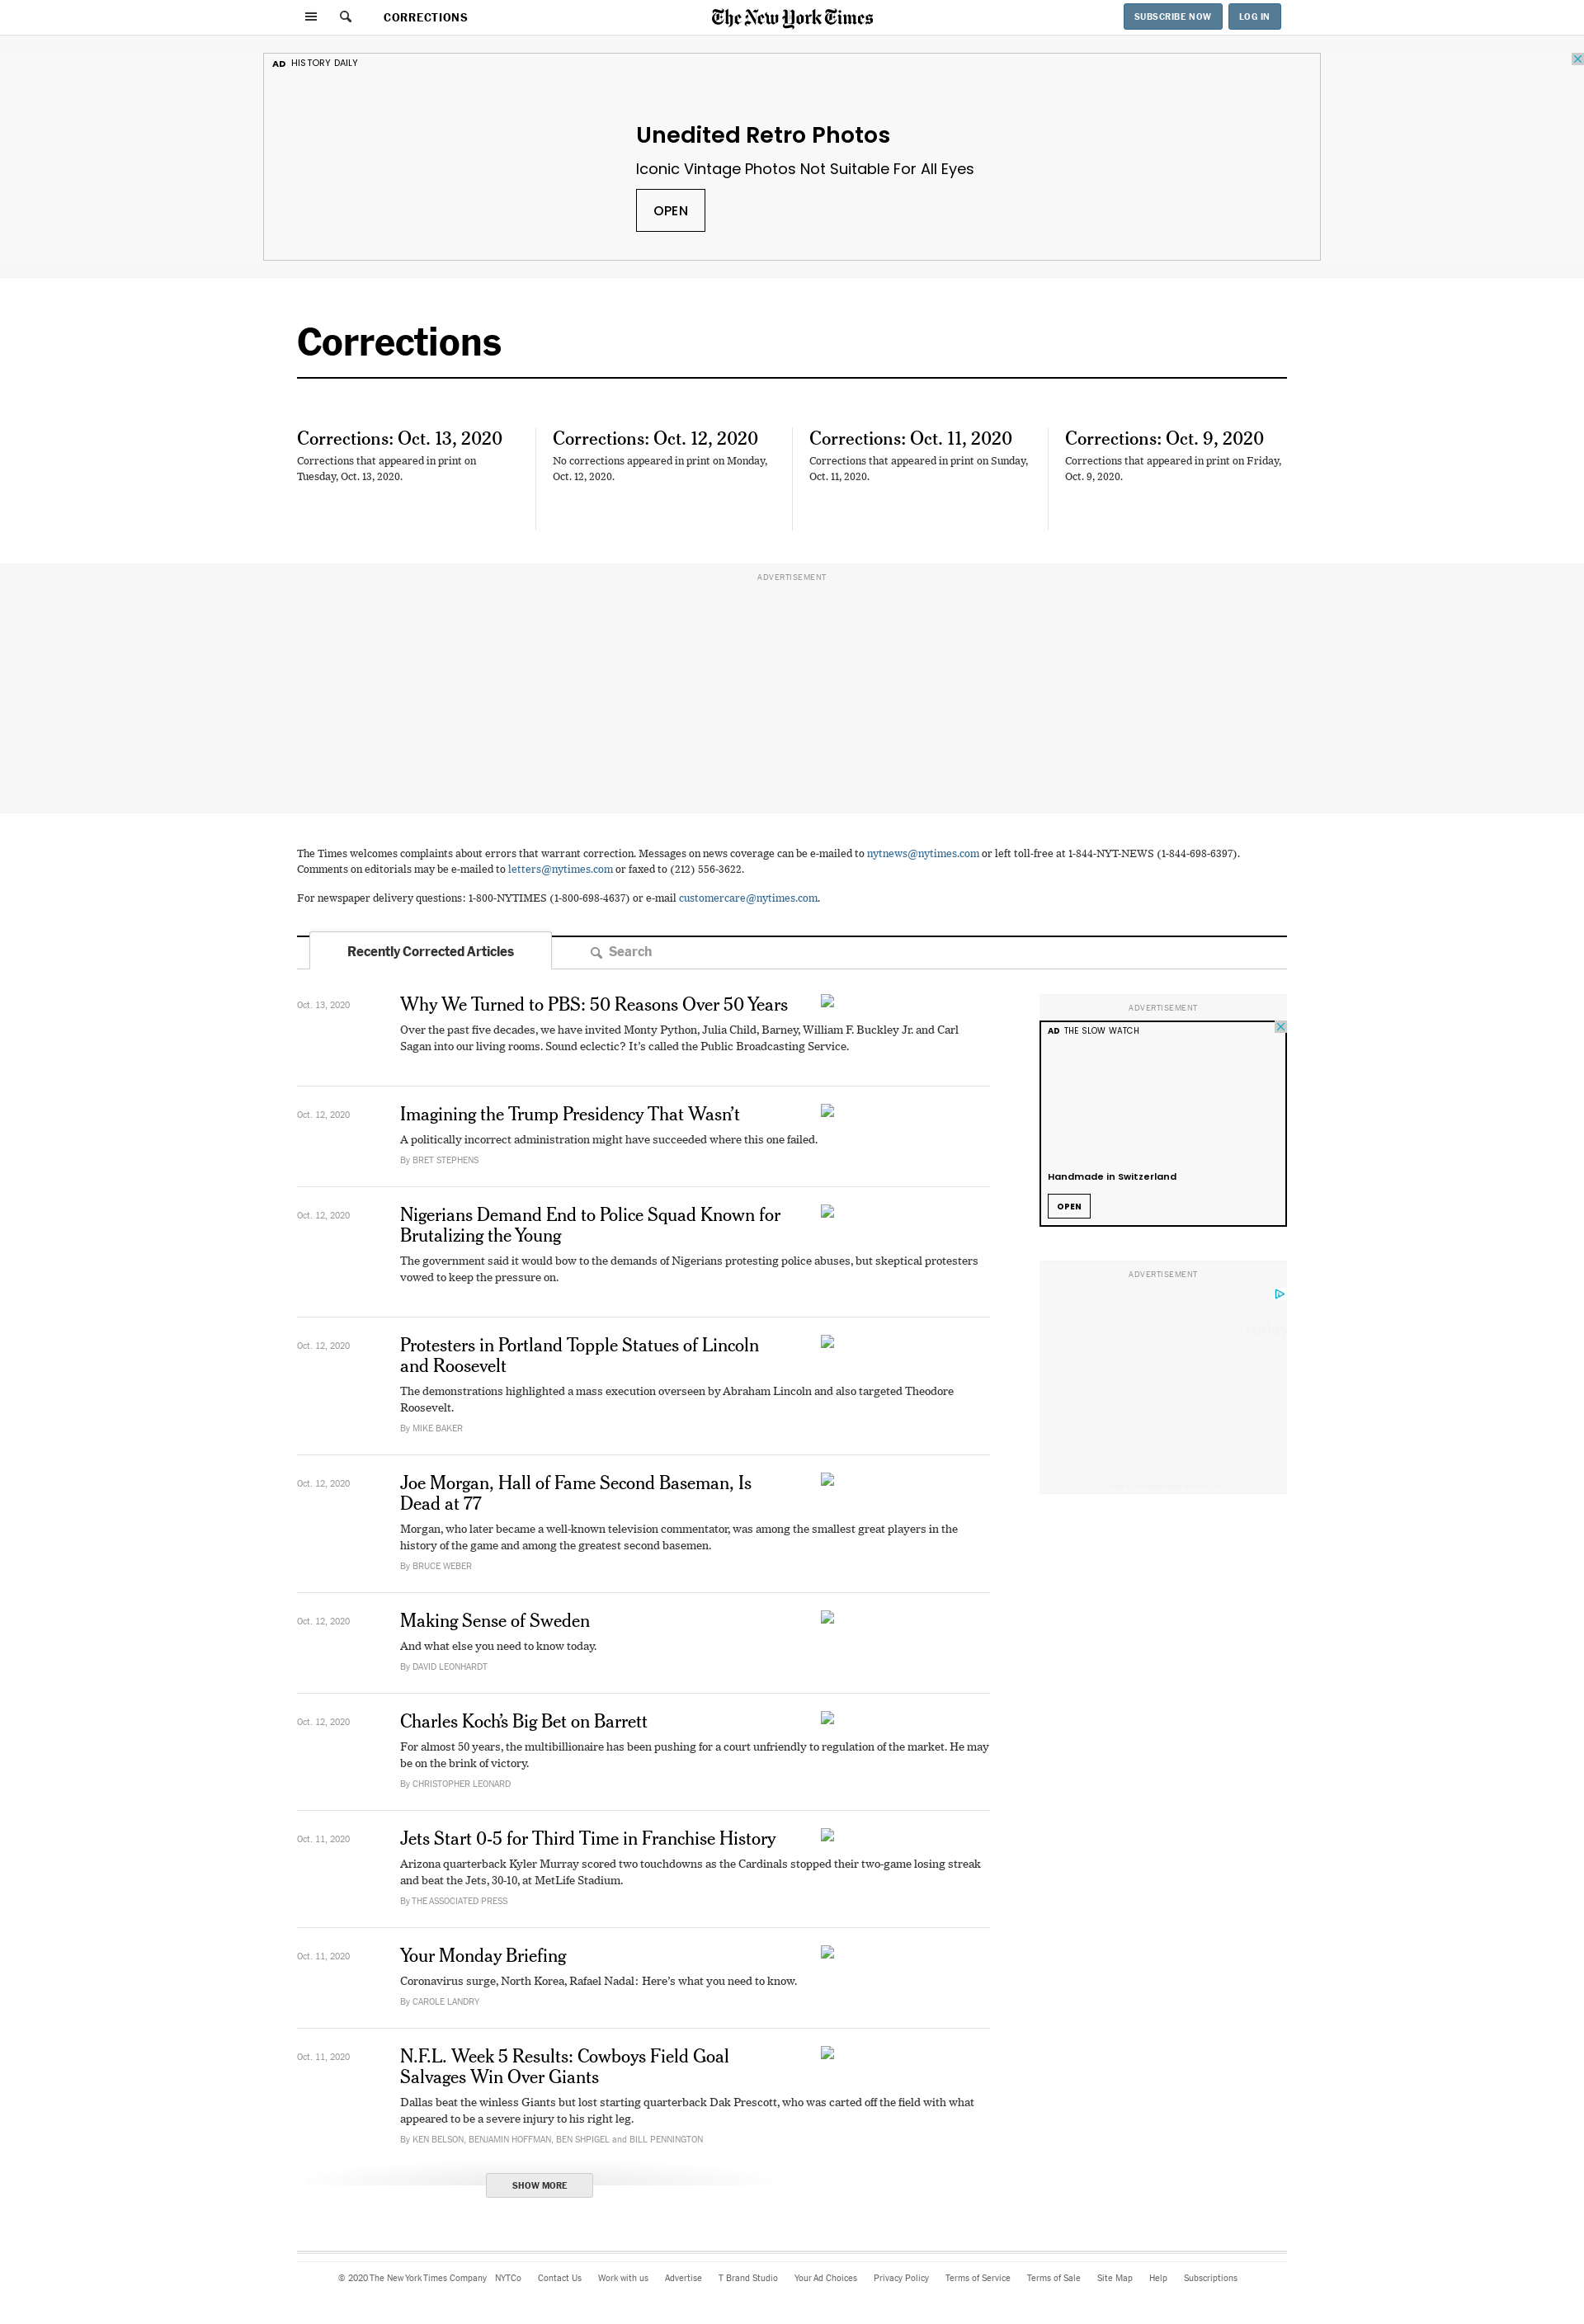 CORRECTIONS
The New York Times
SUBSCRIBE NOW
LOG IN
AD HISTORY DAILY
Unedited Retro Photos
Iconic Vintage Photos Not Suitable For All Eyes
OPEN
Corrections
Corrections: Oct. 13, 2020
Corrections that appeared in print on
Tuesday, Oct. 13, 2020.
Corrections: Oct. 12, 2020
No corrections appeared in print on Monday,
Oct. 12, 2020.
Corrections: Oct. 11, 2020
Corrections that appeared in print on Sunday,
Oct. 11, 2020.
Corrections: Oct. 9, 2020
Corrections that appeared in print on Friday,
Oct. 9, 2020.
ADVERTISEMENT
The Times welcomes complaints about errors that warrant correction. Messages on news coverage can be e-mailed to nytnews@nytimes.com or left toll-free at 1-844-NYT-NEWS (1-844-698-6397).
Comments on editorials may be e-mailed to letters@nytimes.com or faxed to (212) 556-3622.
For newspaper delivery questions: 1-800-NYTIMES (1-800-698-4637) or e-mail customercare@nytimes.com.
Recently Corrected Articles
Search
Oct. 13, 2020
Why We Turned to PBS: 50 Reasons Over 50 Years
Over the past five decades, we have invited Monty Python, Julia Child, Barney, William F. Buckley Jr. and Carl
Sagan into our living rooms. Sound eclectic? It’s called the Public Broadcasting Service.
Oct. 12, 2020
Imagining the Trump Presidency That Wasn’t
A politically incorrect administration might have succeeded where this one failed.
By BRET STEPHENS
Oct. 12, 2020
Nigerians Demand End to Police Squad Known for
Brutalizing the Young
The government said it would bow to the demands of Nigerians protesting police abuses, but skeptical protesters
vowed to keep the pressure on.
Oct. 12, 2020
Protesters in Portland Topple Statues of Lincoln
and Roosevelt
The demonstrations highlighted a mass execution overseen by Abraham Lincoln and also targeted Theodore
Roosevelt.
By MIKE BAKER
Oct. 12, 2020
Joe Morgan, Hall of Fame Second Baseman, Is
Dead at 77
Morgan, who later became a well-known television commentator, was among the smallest great players in the
history of the game and among the greatest second basemen.
By BRUCE WEBER
Oct. 12, 2020
Making Sense of Sweden
And what else you need to know today.
By DAVID LEONHARDT
Oct. 12, 2020
Charles Koch’s Big Bet on Barrett
For almost 50 years, the multibillionaire has been pushing for a court unfriendly to regulation of the market. He may
be on the brink of victory.
By CHRISTOPHER LEONARD
Oct. 11, 2020
Jets Start 0-5 for Third Time in Franchise History
Arizona quarterback Kyler Murray scored two touchdowns as the Cardinals stopped their two-game losing streak
and beat the Jets, 30-10, at MetLife Stadium.
By THE ASSOCIATED PRESS
Oct. 11, 2020
Your Monday Briefing
Coronavirus surge, North Korea, Rafael Nadal: Here’s what you need to know.
By CAROLE LANDRY
Oct. 11, 2020
N.F.L. Week 5 Results: Cowboys Field Goal
Salvages Win Over Giants
Dallas beat the winless Giants but lost starting quarterback Dak Prescott, who was carted off the field with what
appeared to be a severe injury to his right leg.
By KEN BELSON, BENJAMIN HOFFMAN, BEN SHPIGEL and BILL PENNINGTON
SHOW MORE
ADVERTISEMENT
AD THE SLOW WATCH
Handmade in Switzerland
OPEN
ADVERTISEMENT
© 2020 The New York Times Company NYTCo Contact Us Work with us Advertise T Brand Studio Your Ad Choices Privacy Policy Terms of Service Terms of Sale Site Map Help Subscriptions